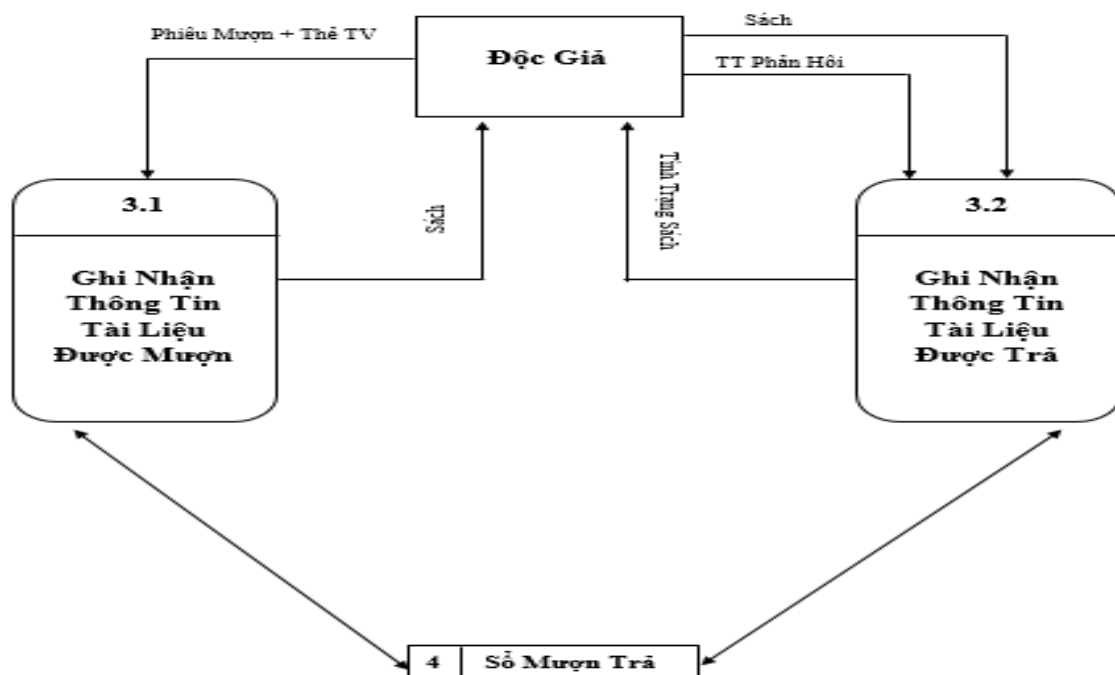 Phiếu Mượn + Thẻ TV
Độc Giả
Sách
TT Phản Hồi
Sách
Tình Trạng Sách
3.1
Ghi Nhận
Thông Tin
Tài Liệu
Được Mượn
3.2
Ghi Nhận
Thông Tin
Tài Liệu
Được Trả
4
Sổ Mượn Trả